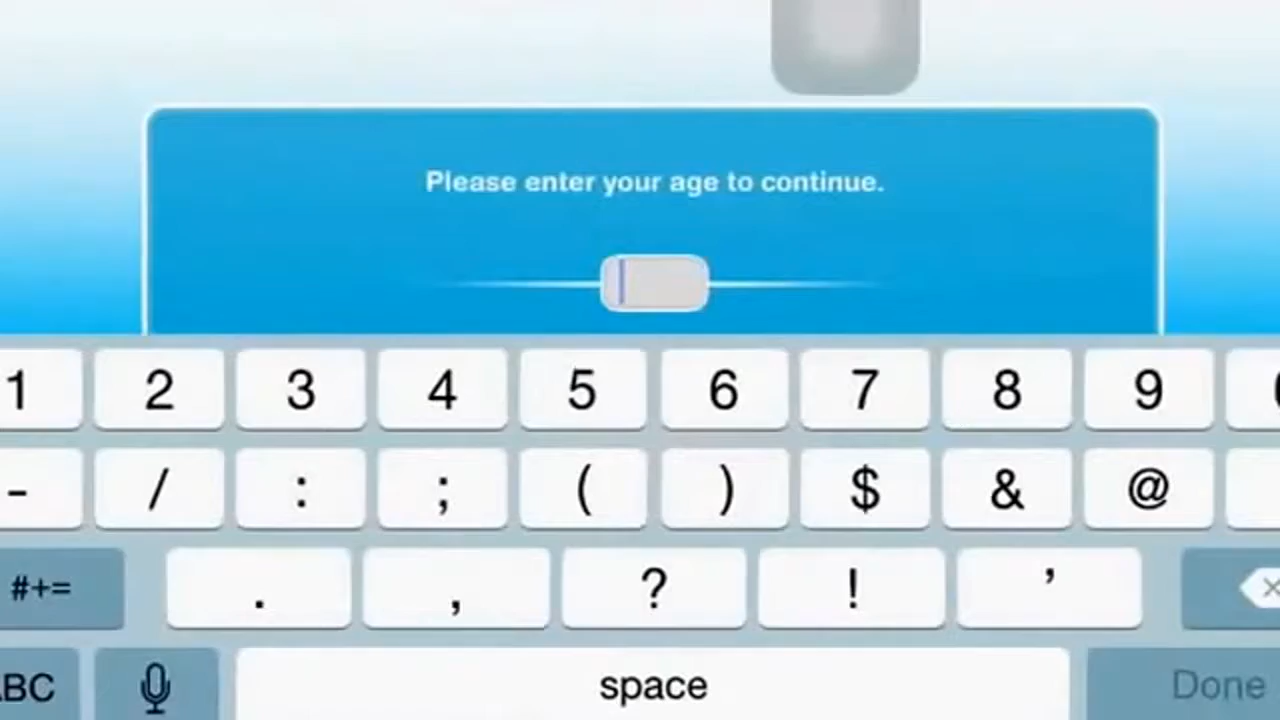 Please enter your age to continue.
1 2 3 4 5 6 7 8 9
- / : ; ( ) $ & @
#+= . , ? ! ’
BC space Done